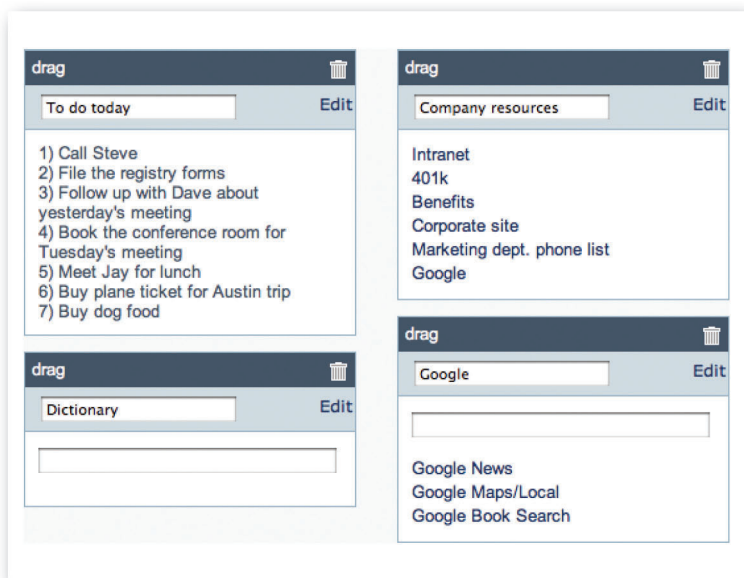 drag
To do today
Edit
1) Call Steve
2) File the registry forms
3) Follow up with Dave about
yesterday's meeting
4) Book the conference room for
Tuesday's meeting
5) Meet Jay for lunch
6) Buy plane ticket for Austin trip
7) Buy dog food
drag
Dictionary
Edit
drag
Company resources
Edit
Intranet
401k
Benefits
Corporate site
Marketing dept. phone list
Google
drag
Google
Edit
Google News
Google Maps/Local
Google Book Search